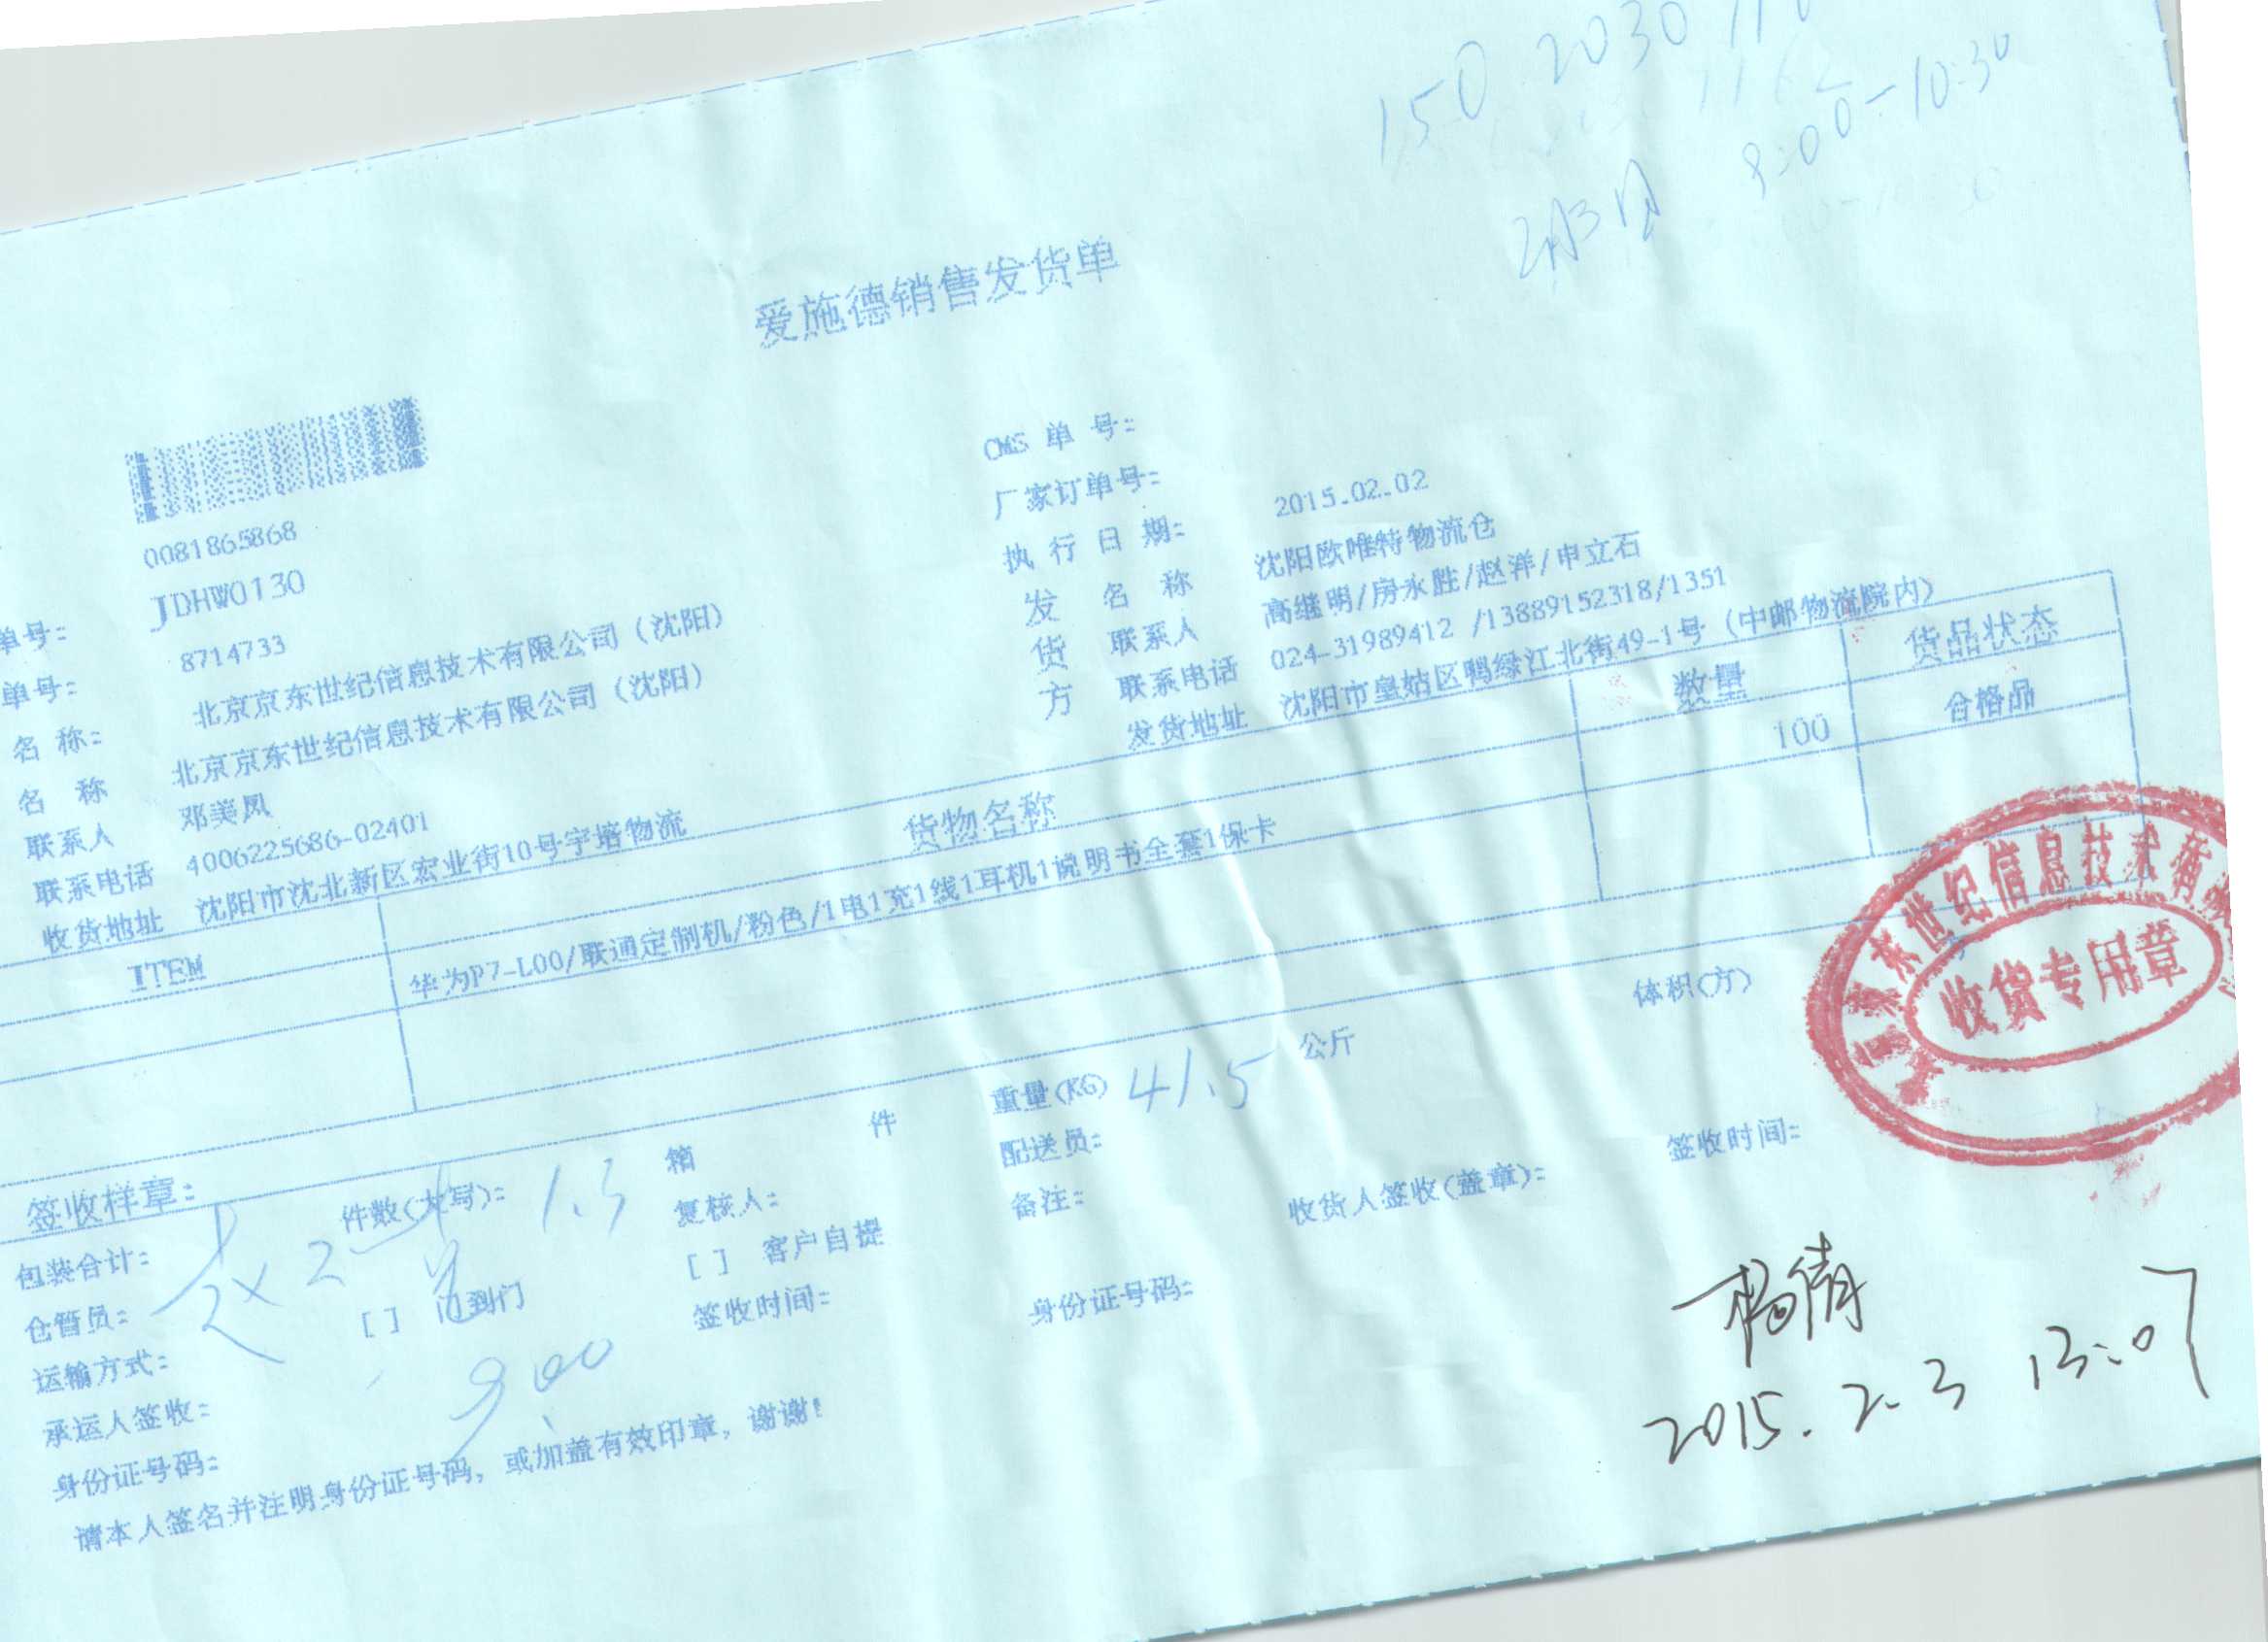 150 2030 11
2月3日 9:00-10:30
爱施德销售发货单
0081865868
单号: JDHW0130
单号: 8714733
名 称: 北京京东世纪信息技术有限公司（沈阳）
名 称 北京京东世纪信息技术有限公司（沈阳）
联系人 邓美凤
联系电话 4006225686-02401
收货地址 沈阳市沈北新区宏业街10号宇培物流
CMS 单 号:
厂家订单号:
执 行 日 期: 2015.02.02
发货方
名 称 沈阳欧唯特物流仓
联系人 高继明/房永胜/赵洋/申立石
联系电话 024-31989412 /13889152318/1351
发货地址 沈阳市皇姑区鸭绿江北街49-1号（中邮物流院内）
ITEM 货物名称 数量 货品状态
华为P7-L00/联通定制机/粉色/1电1充1线1耳机1说明书全套1保卡 100 合格品
东世纪信息技术有
收货专用章
签收样章:
包装合计: 件数(大写): 1.3 箱 件 重量(KG) 41.5 公斤 体积(方)
仓管员: 2×2 复核人: 配送员:
运输方式: [ ] 门到门 [ ] 客户自提 备注:
承运人签收: 签收时间: 收货人签收(盖章): 签收时间:
身份证号码: 9:00 身份证号码:
请本人签名并注明身份证号码，或加盖有效印章，谢谢!
杨倩
2015.2.3 13:07